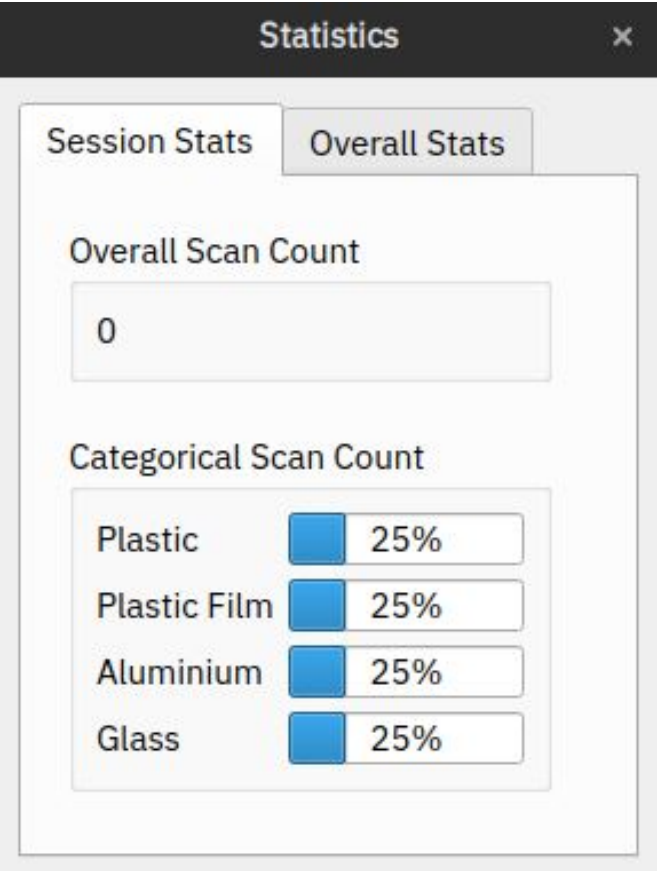 Statistics ×
Session Stats Overall Stats
Overall Scan Count
0
Categorical Scan Count
Plastic 25%
Plastic Film 25%
Aluminium 25%
Glass 25%